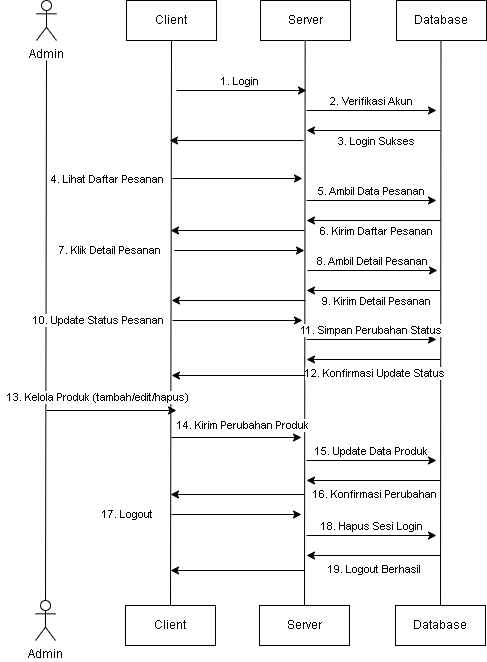 Client
Server
Database
Admin
1. Login
2. Verifikasi Akun
3. Login Sukses
4. Lihat Daftar Pesanan
5. Ambil Data Pesanan
6. Kirim Daftar Pesanan
7. Klik Detail Pesanan
8. Ambil Detail Pesanan
9. Kirim Detail Pesanan
10. Update Status Pesanan
11. Simpan Perubahan Status
12. Konfirmasi Update Status
13. Kelola Produk (tambah/edit/hapus)
14. Kirim Perubahan Produk
15. Update Data Produk
16. Konfirmasi Perubahan
17. Logout
18. Hapus Sesi Login
19. Logout Berhasil
Client
Server
Database
Admin